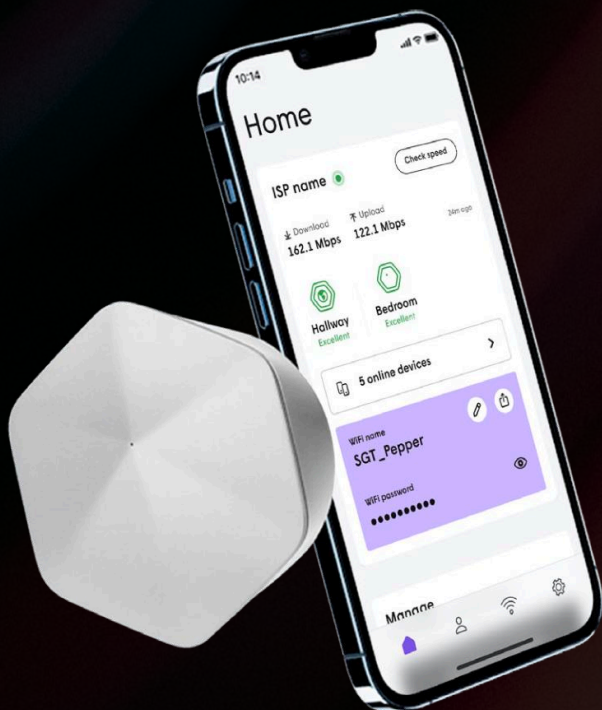 10:14
Home
ISP name
Check speed
Download
Upload
24m ago
162.1 Mbps
122.1 Mbps
Hallway
Bedroom
Excellent
Excellent
5 online devices
WiFi name
SGT_Pepper
WiFi password
••••••••••
Manage